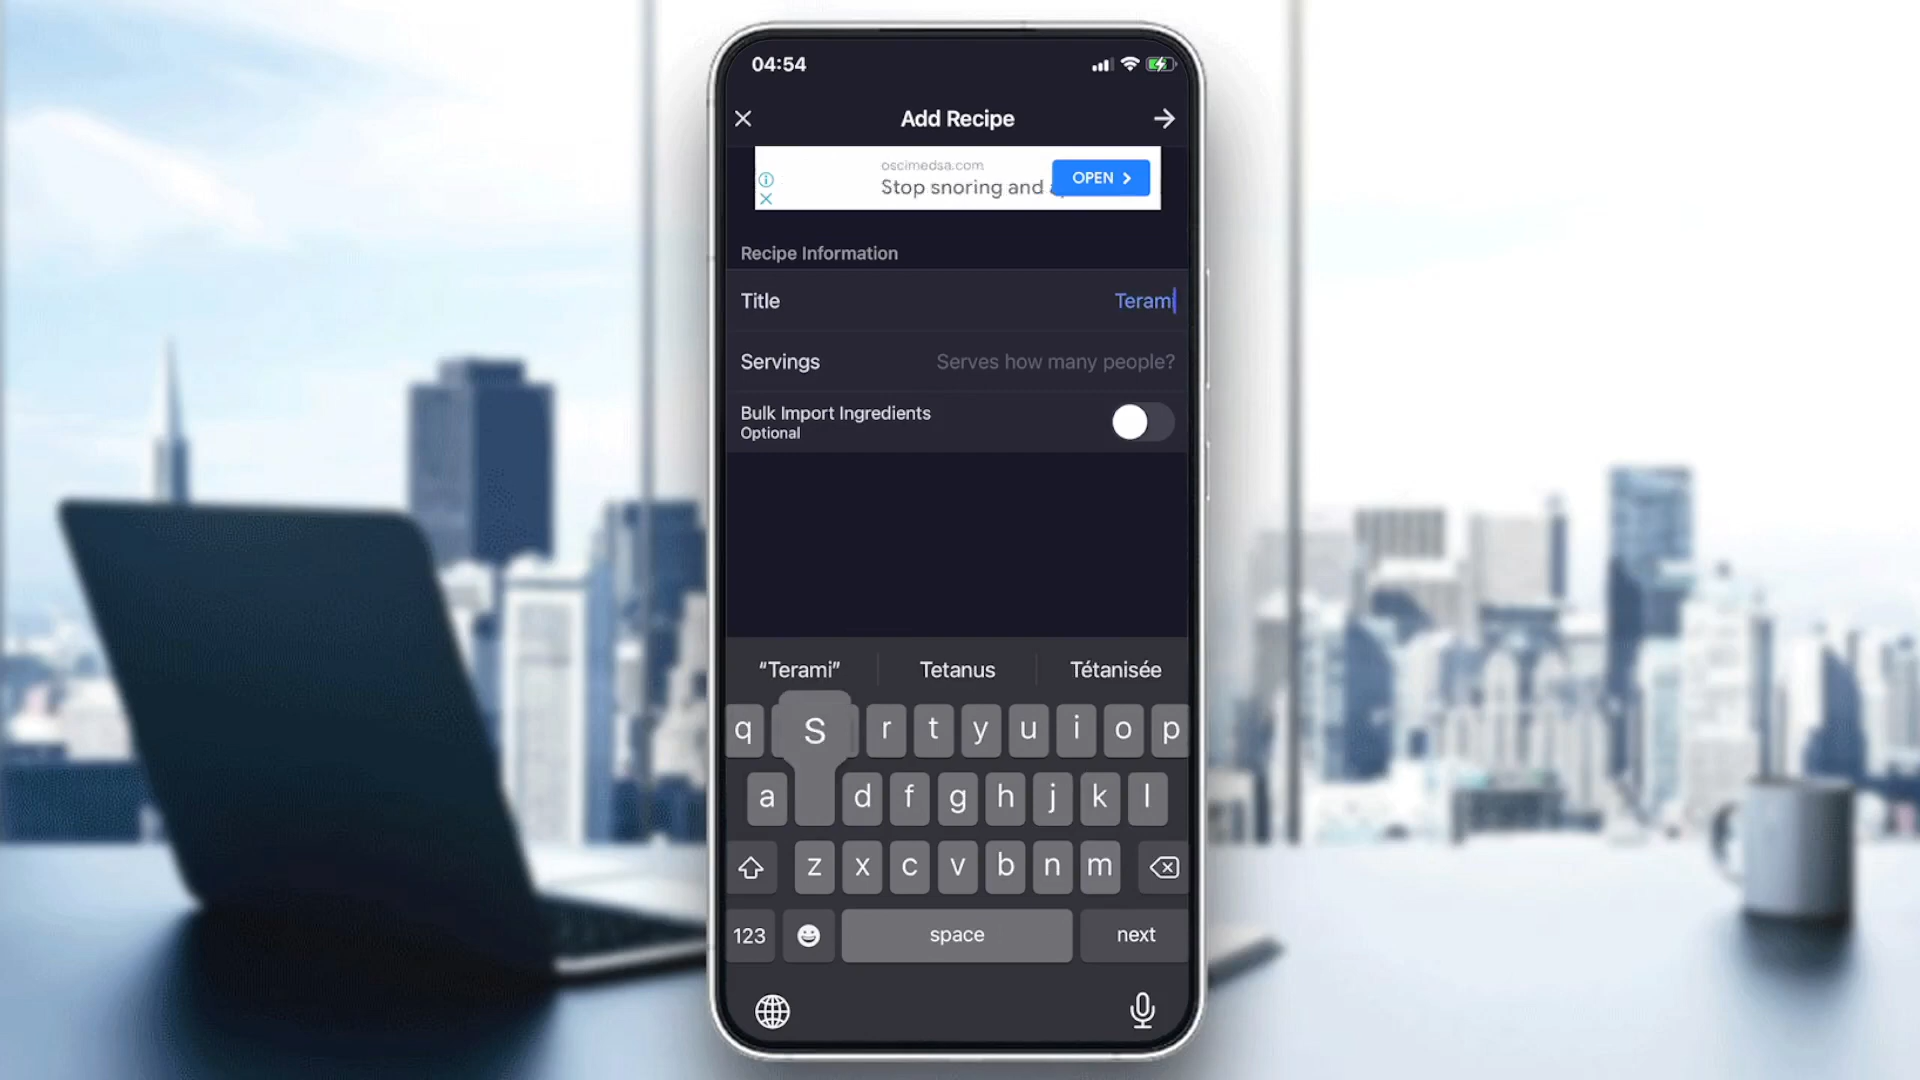 04:54
Add Recipe
oscimedsa.com
Stop snoring and
OPEN
Recipe Information
Title
Terami
Servings
Serves how many people?
Bulk Import Ingredients
Optional
“Terami”
Tetanus
Tétanisée
q S r t y u i o p
a d f g h j k l
z x c v b n m
123
space
next